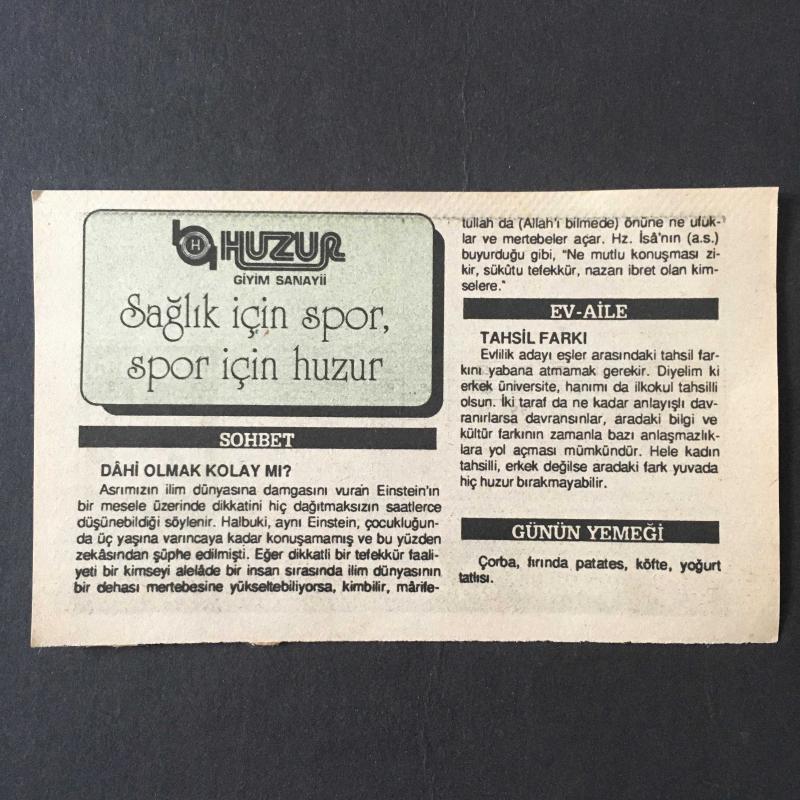 HUZUR
GİYİM SANAYİİ
Sağlık için spor,
spor için huzur
SOHBET
DÂHİ OLMAK KOLAY MI?
Asrımızın ilim dünyasına damgasını vuran Einstein'ın
bir mesele üzerinde dikkatini hiç dağıtmaksızın saatlerce
düşünebildiği söylenir. Halbuki, aynı Einstein, çocukluğun-
da üç yaşına varıncaya kadar konuşamamış ve bu yüzden
zekâsından şüphe edilmişti. Eğer dikkatli bir tefekkür faali-
yeti bir kimseyi alelâde bir insan sırasında ilim dünyasının
bir dehası mertebesine yükseltebiliyorsa, kimbilir, mârife-
tullah da (Allah'ı bilmede) önüne ne ufuk-
lar ve mertebeler açar. Hz. İsâ'nın (a.s.)
buyurduğu gibi, "Ne mutlu konuşması zi-
kir, sükûtu tefekkür, nazarı ibret olan kim-
selere."
EV-AİLE
TAHSİL FARKI
Evlilik adayı eşler arasındaki tahsil far-
kını yabana atmamak gerekir. Diyelim ki
erkek üniversite, hanımı da ilkokul tahsilli
olsun. İki taraf da ne kadar anlayışlı dav-
ranırlarsa davransınlar, aradaki bilgi ve
kültür farkının zamanla bazı anlaşmazlık-
lara yol açması mümkündür. Hele kadın
tahsilli, erkek değilse aradaki fark yuvada
hiç huzur bırakmayabilir.
GÜNÜN YEMEĞİ
Çorba, fırında patates, köfte, yoğurt
tatlısı.